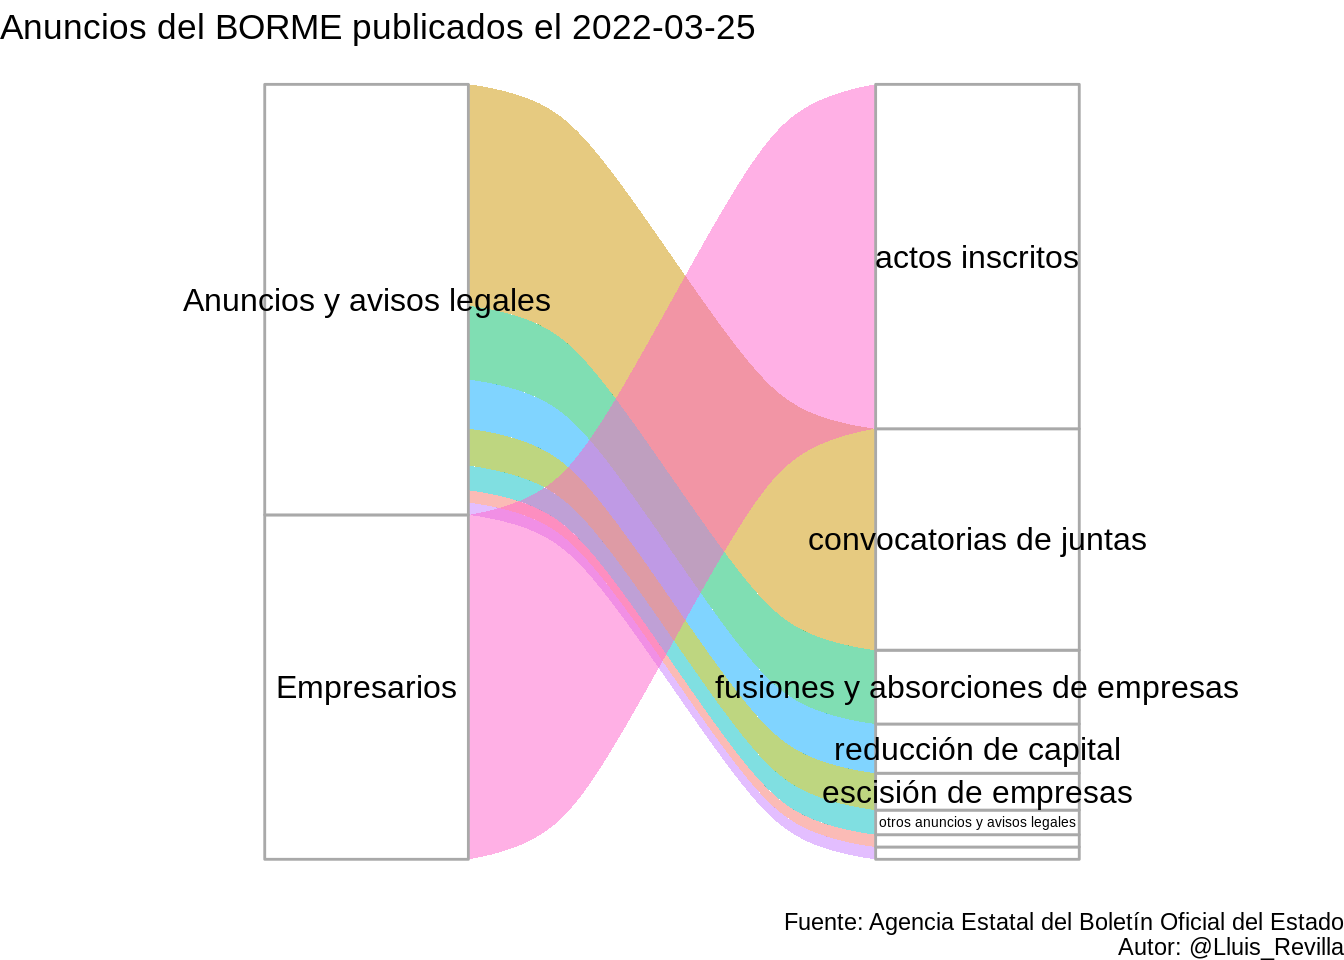 Anuncios del BORME publicados el 2022-03-25
actos inscritos
Anuncios y avisos legales
convocatorias de juntas
Empresarios
fusiones y absorciones de empresas
reducción de capital
escisión de empresas
otros anuncios y avisos legales
Fuente: Agencia Estatal del Boletín Oficial del Estado
Autor: @Lluis_Revilla